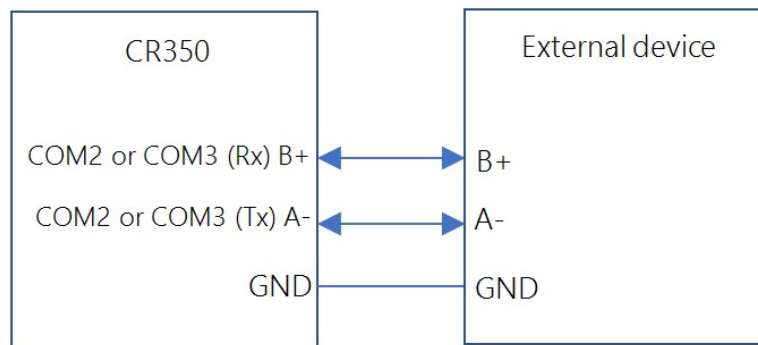 CR350
External device
COM2 or COM3 (Rx) B+
B+
COM2 or COM3 (Tx) A-
A-
GND
GND